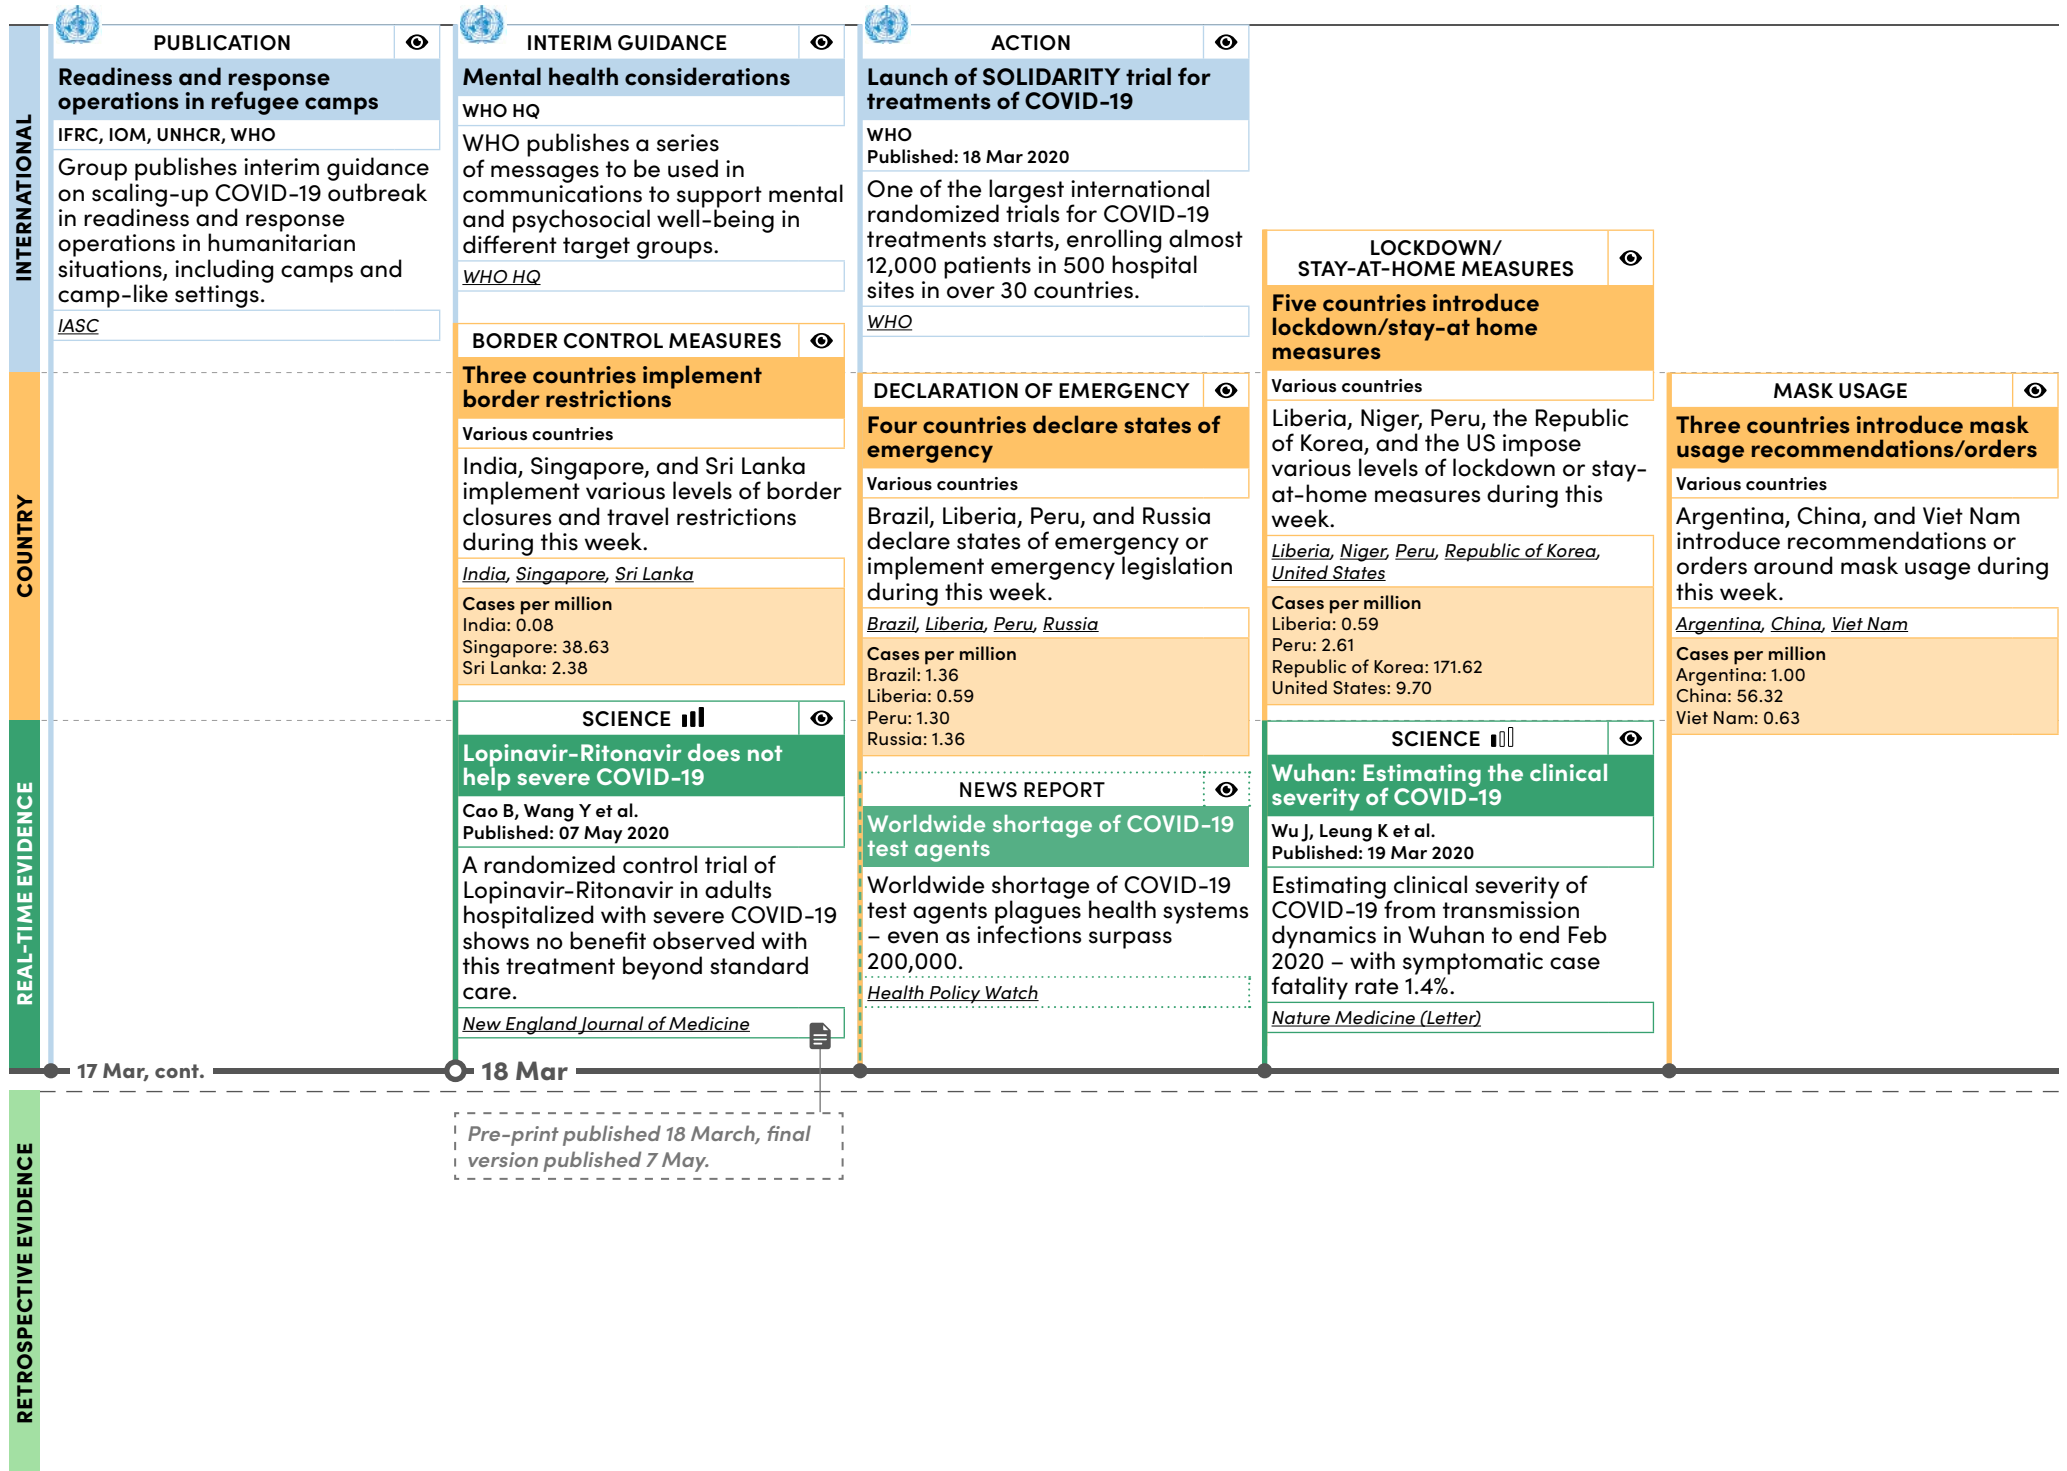 INTERNATIONAL
PUBLICATION
Readiness and response
operations in refugee camps
IFRC, IOM, UNHCR, WHO
Group publishes interim guidance
on scaling-up COVID-19 outbreak
in readiness and response
operations in humanitarian
situations, including camps and
camp-like settings.
IASC
INTERIM GUIDANCE
Mental health considerations
WHO HQ
WHO publishes a series
of messages to be used in
communications to support mental
and psychosocial well-being in
different target groups.
WHO HQ
ACTION
Launch of SOLIDARITY trial for
treatments of COVID-19
WHO
Published: 18 Mar 2020
One of the largest international
randomized trials for COVID-19
treatments starts, enrolling almost
12,000 patients in 500 hospital
sites in over 30 countries.
WHO
COUNTRY
BORDER CONTROL MEASURES
Three countries implement
border restrictions
Various countries
India, Singapore, and Sri Lanka
implement various levels of border
closures and travel restrictions
during this week.
India, Singapore, Sri Lanka
Cases per million
India: 0.08
Singapore: 38.63
Sri Lanka: 2.38
DECLARATION OF EMERGENCY
Four countries declare states of
emergency
Various countries
Brazil, Liberia, Peru, and Russia
declare states of emergency or
implement emergency legislation
during this week.
Brazil, Liberia, Peru, Russia
Cases per million
Brazil: 1.36
Liberia: 0.59
Peru: 1.30
Russia: 1.36
LOCKDOWN/
STAY-AT-HOME MEASURES
Five countries introduce
lockdown/stay-at home
measures
Various countries
Liberia, Niger, Peru, the Republic
of Korea, and the US impose
various levels of lockdown or stay-
at-home measures during this
week.
Liberia, Niger, Peru, Republic of Korea,
United States
Cases per million
Liberia: 0.59
Peru: 2.61
Republic of Korea: 171.62
United States: 9.70
MASK USAGE
Three countries introduce mask
usage recommendations/orders
Various countries
Argentina, China, and Viet Nam
introduce recommendations or
orders around mask usage during
this week.
Argentina, China, Viet Nam
Cases per million
Argentina: 1.00
China: 56.32
Viet Nam: 0.63
REAL-TIME EVIDENCE
SCIENCE
Lopinavir-Ritonavir does not
help severe COVID-19
Cao B, Wang Y et al.
Published: 07 May 2020
A randomized control trial of
Lopinavir-Ritonavir in adults
hospitalized with severe COVID-19
shows no benefit observed with
this treatment beyond standard
care.
New England Journal of Medicine
NEWS REPORT
Worldwide shortage of COVID-19
test agents
Worldwide shortage of COVID-19
test agents plagues health systems
– even as infections surpass
200,000.
Health Policy Watch
SCIENCE
Wuhan: Estimating the clinical
severity of COVID-19
Wu J, Leung K et al.
Published: 19 Mar 2020
Estimating clinical severity of
COVID-19 from transmission
dynamics in Wuhan to end Feb
2020 – with symptomatic case
fatality rate 1.4%.
Nature Medicine (Letter)
17 Mar, cont.
18 Mar
RETROSPECTIVE EVIDENCE
Pre-print published 18 March, final
version published 7 May.